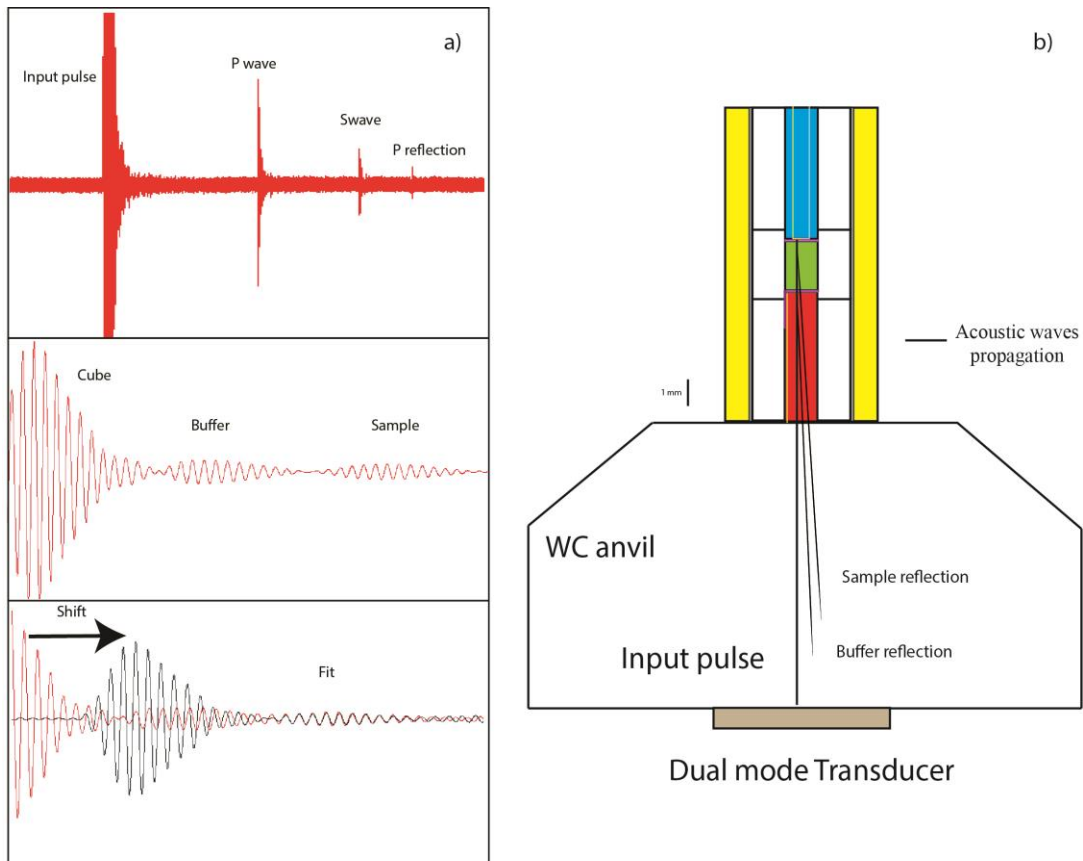 a)
Input pulse
P wave
Swave
P reflection
Cube
Buffer
Sample
Shift
Fit
b)
Acoustic waves
propagation
1 mm
WC anvil
Sample reflection
Input pulse
Buffer reflection
Dual mode Transducer